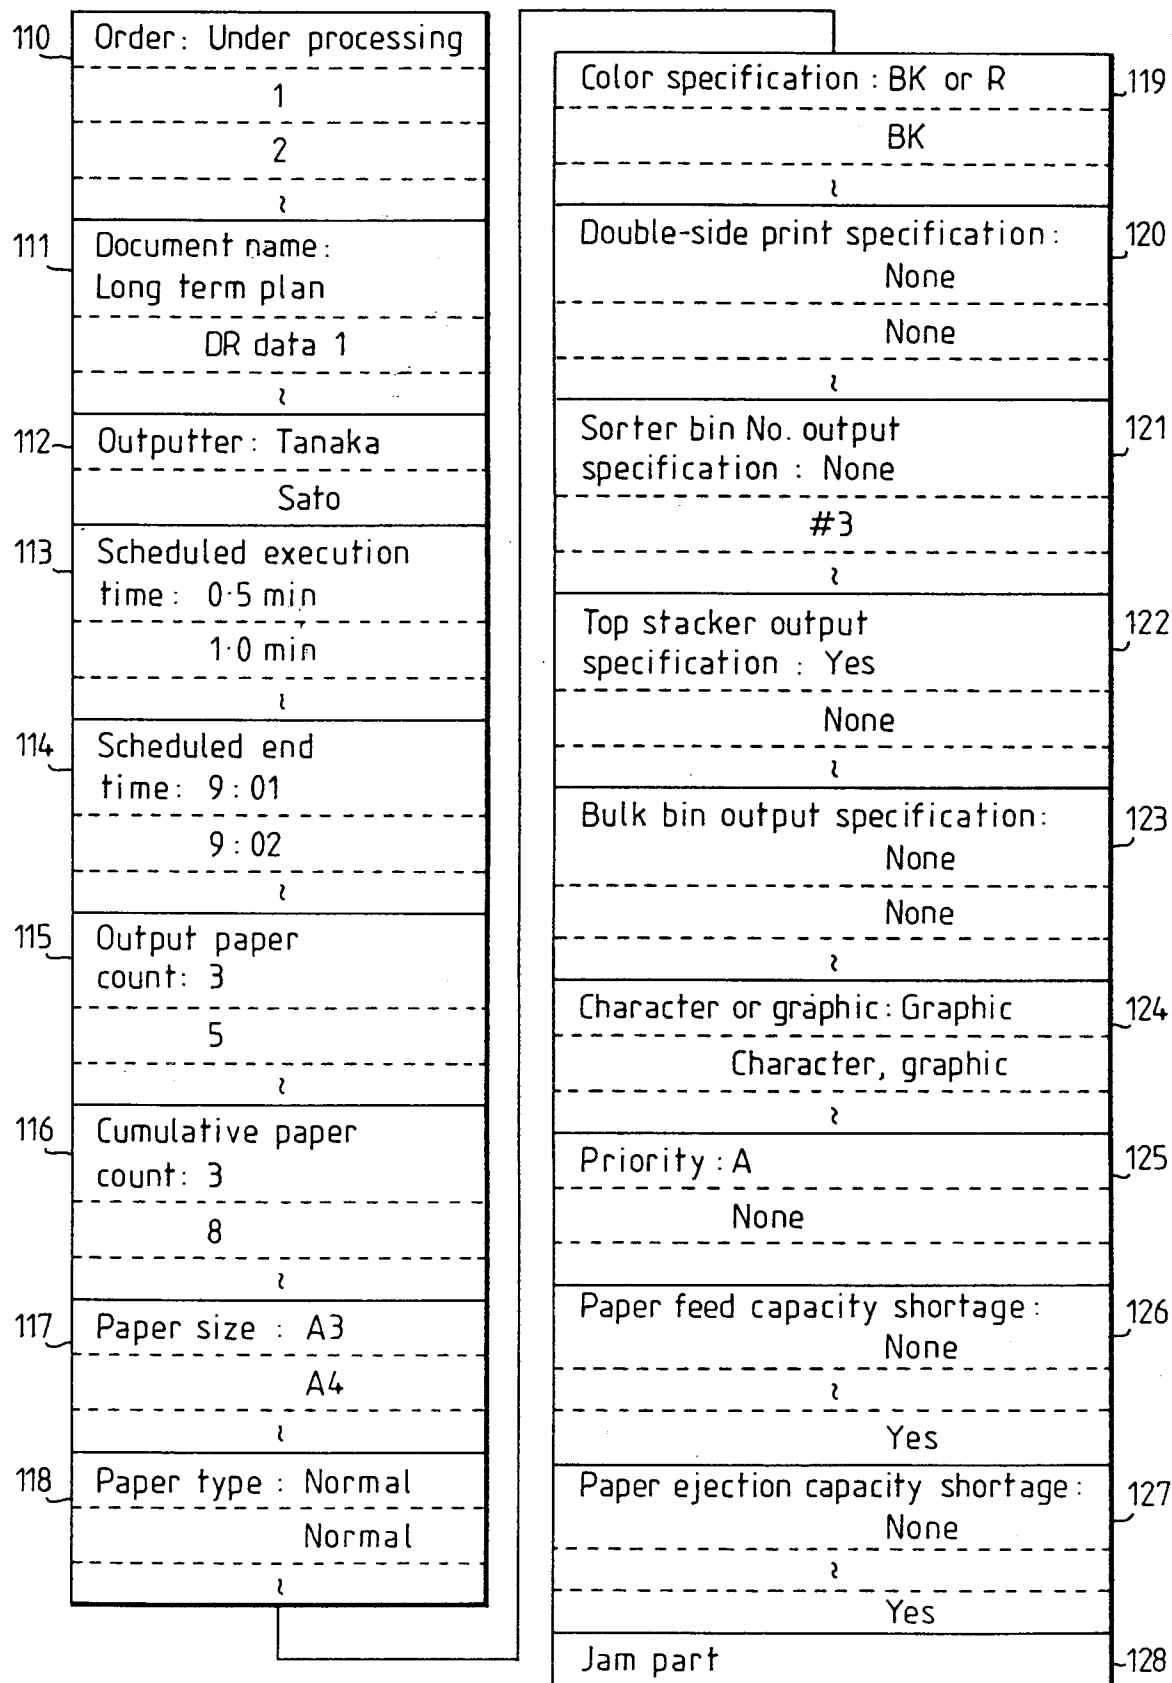 110
Order: Under processing
1
2
≀
111
Document name:
Long term plan
DR data 1
≀
112
Outputter: Tanaka
Sato
113
Scheduled execution
time: 0·5 min
1·0 min
≀
114
Scheduled end
time: 9:01
9:02
≀
115
Output paper
count: 3
5
≀
116
Cumulative paper
count: 3
8
≀
117
Paper size : A3
A4
≀
118
Paper type : Normal
Normal
≀
Color specification : BK or R
119
BK
≀
Double-side print specification:
120
None
None
≀
Sorter bin No. output
121
specification : None
#3
≀
Top stacker output
122
specification : Yes
None
≀
Bulk bin output specification:
123
None
None
≀
Character or graphic: Graphic
124
Character, graphic
≀
Priority : A
125
None
Paper feed capacity shortage:
126
None
≀
Yes
Paper ejection capacity shortage:
127
None
≀
Yes
Jam part
128